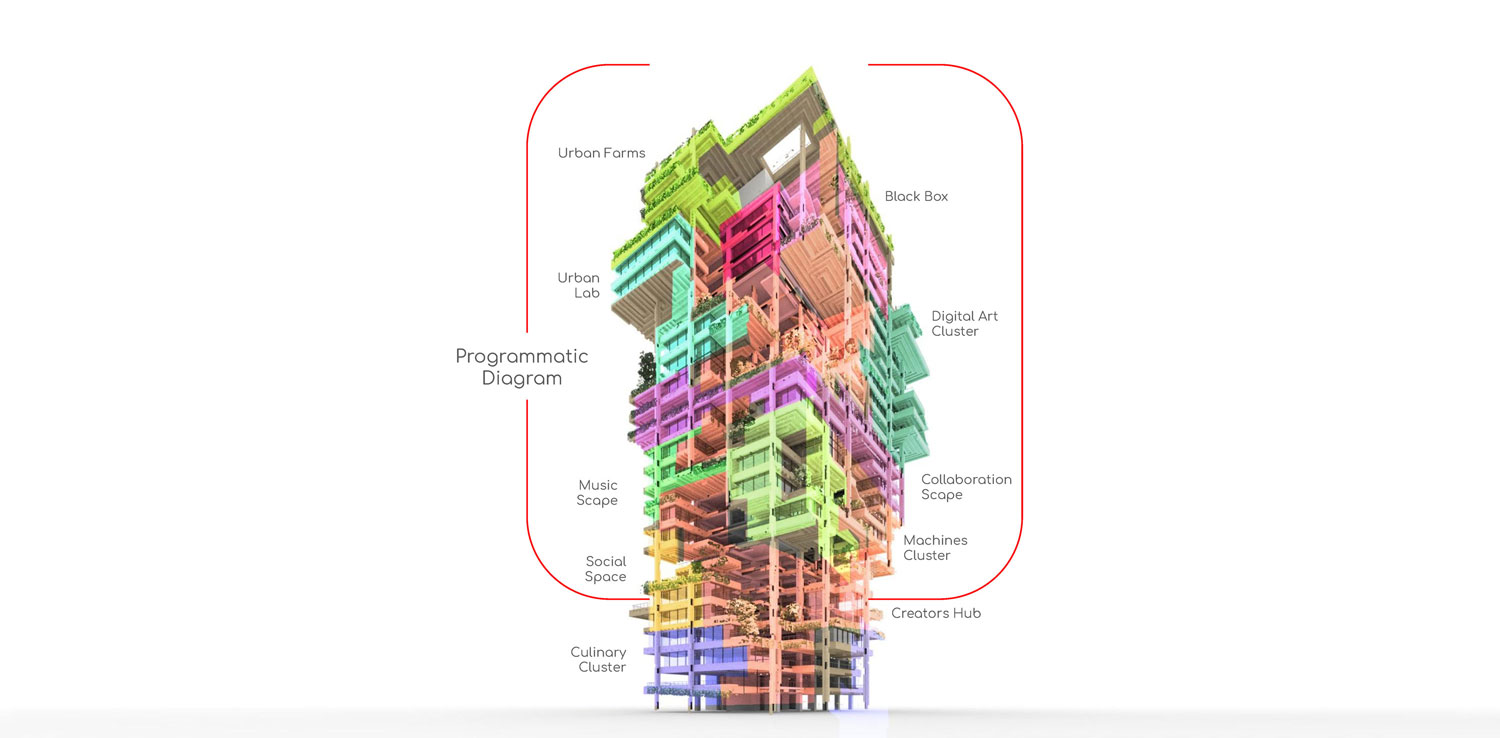 Urban Farms
Black Box
Urban
Lab
Digital Art
Cluster
Programmatic
Diagram
Music
Scape
Collaboration
Scape
Machines
Cluster
Social
Space
Creators Hub
Culinary
Cluster